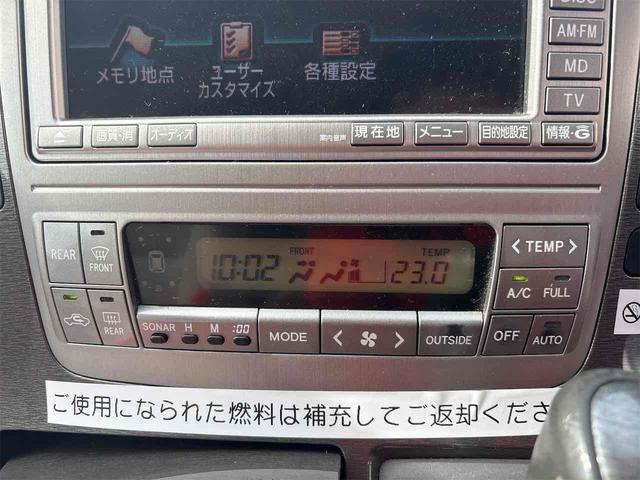 DISC
AM・FM
MD
TV
メモリ地点
ユーザー
カスタマイズ
各種設定
画質・消
オーディオ
案内音声
現在地
メニュー
目的地設定
情報・G
REAR
FRONT
REAR
10:02
FRONT
TEMP
23.0
SONAR H M :00
MODE
OUTSIDE
< TEMP >
A/C FULL
OFF
AUTO
ご使用になられた燃料は補充してご返却くださ